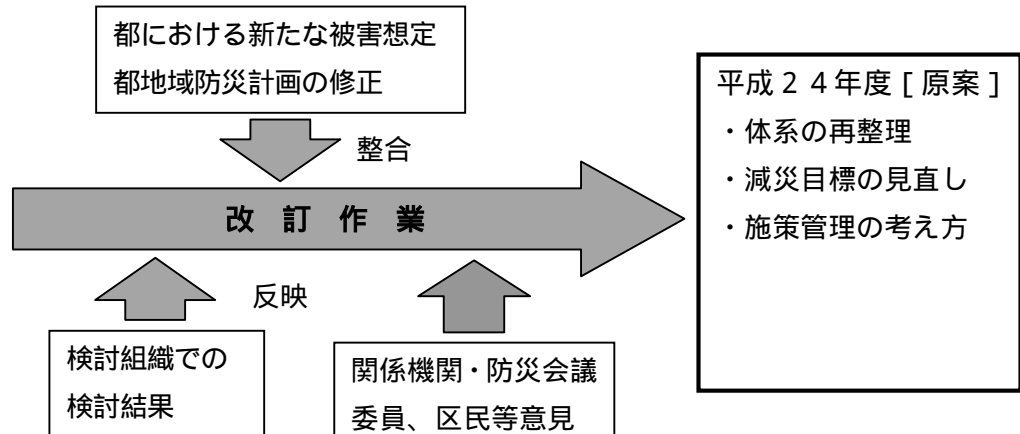 都における新たな被害想定
都地域防災計画の修正
整合
改訂作業
反映
検討組織での
検討結果
関係機関・防災会議
委員、区民等意見
平成２４年度［原案］
・体系の再整理
・減災目標の見直し
・施策管理の考え方